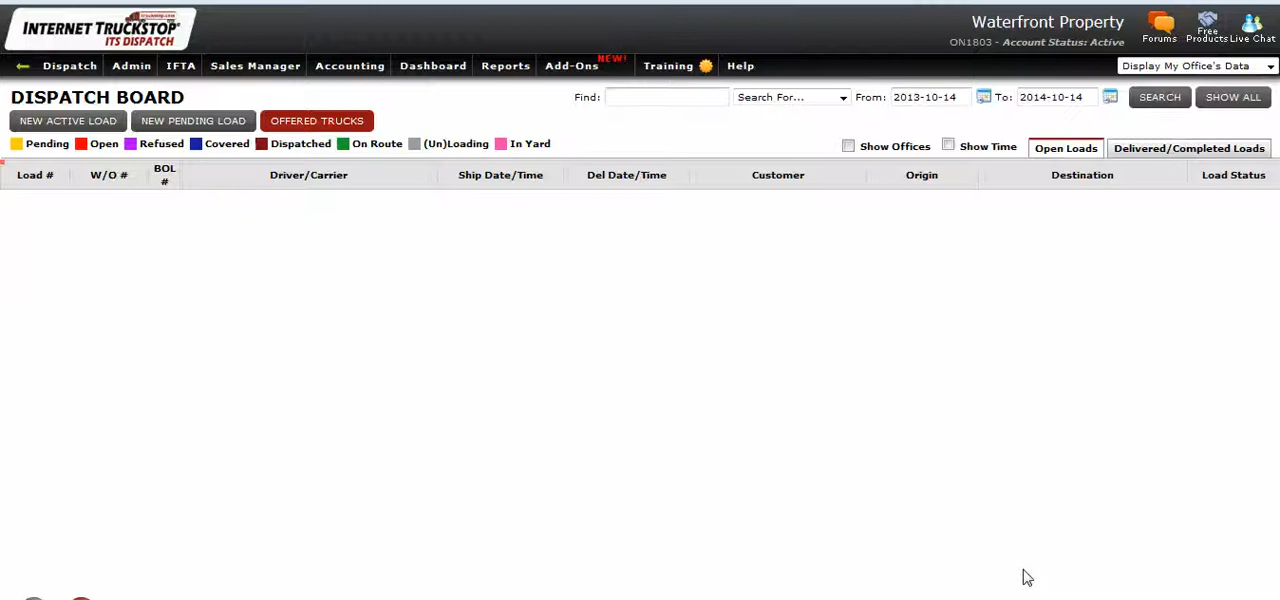 INTERNET TRUCKSTOP
ITS DISPATCH
Waterfront Property
ON1803 - Account Status: Active
Forums
Free Products
Live Chat
Dispatch Admin IFTA Sales Manager Accounting Dashboard Reports Add-Ons NEW! Training Help
Display My Office's Data
DISPATCH BOARD
Find: Search For... From: 2013-10-14 To: 2014-10-14 SEARCH SHOW ALL
NEW ACTIVE LOAD NEW PENDING LOAD OFFERED TRUCKS
Pending Open Refused Covered Dispatched On Route (Un)Loading In Yard Show Offices Show Time Open Loads Delivered/Completed Loads
Load # W/O # BOL # Driver/Carrier Ship Date/Time Del Date/Time Customer Origin Destination Load Status